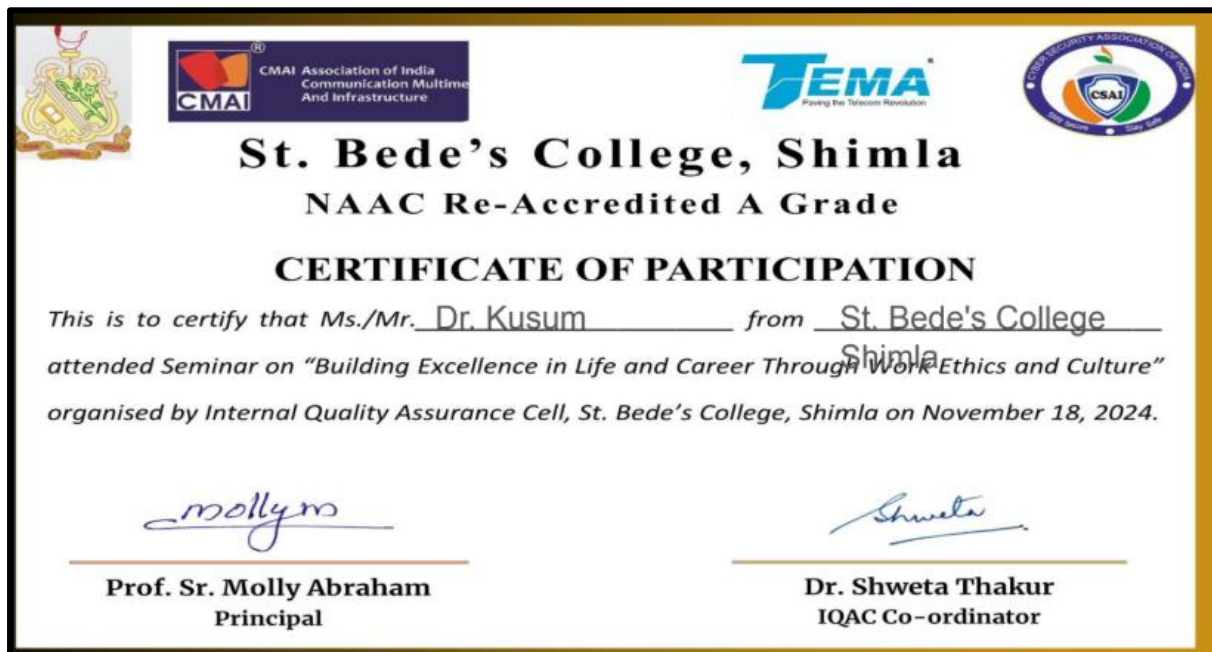 CMAI
®
CMAI Association of India
Communication Multime
And Infrastructure
TEMA
Paving the Telecom Revolution
CYBER SECURITY ASSOCIATION OF INDIA
CSAI
Stay Secure Stay Safe
St. Bede’s College, Shimla
NAAC Re-Accredited A Grade
CERTIFICATE OF PARTICIPATION
This is to certify that Ms./Mr. Dr. Kusum from St. Bede's College
Shimla
attended Seminar on “Building Excellence in Life and Career Through Work Ethics and Culture”
organised by Internal Quality Assurance Cell, St. Bede’s College, Shimla on November 18, 2024.
mollym
Shweta
Prof. Sr. Molly Abraham
Principal
Dr. Shweta Thakur
IQAC Co-ordinator